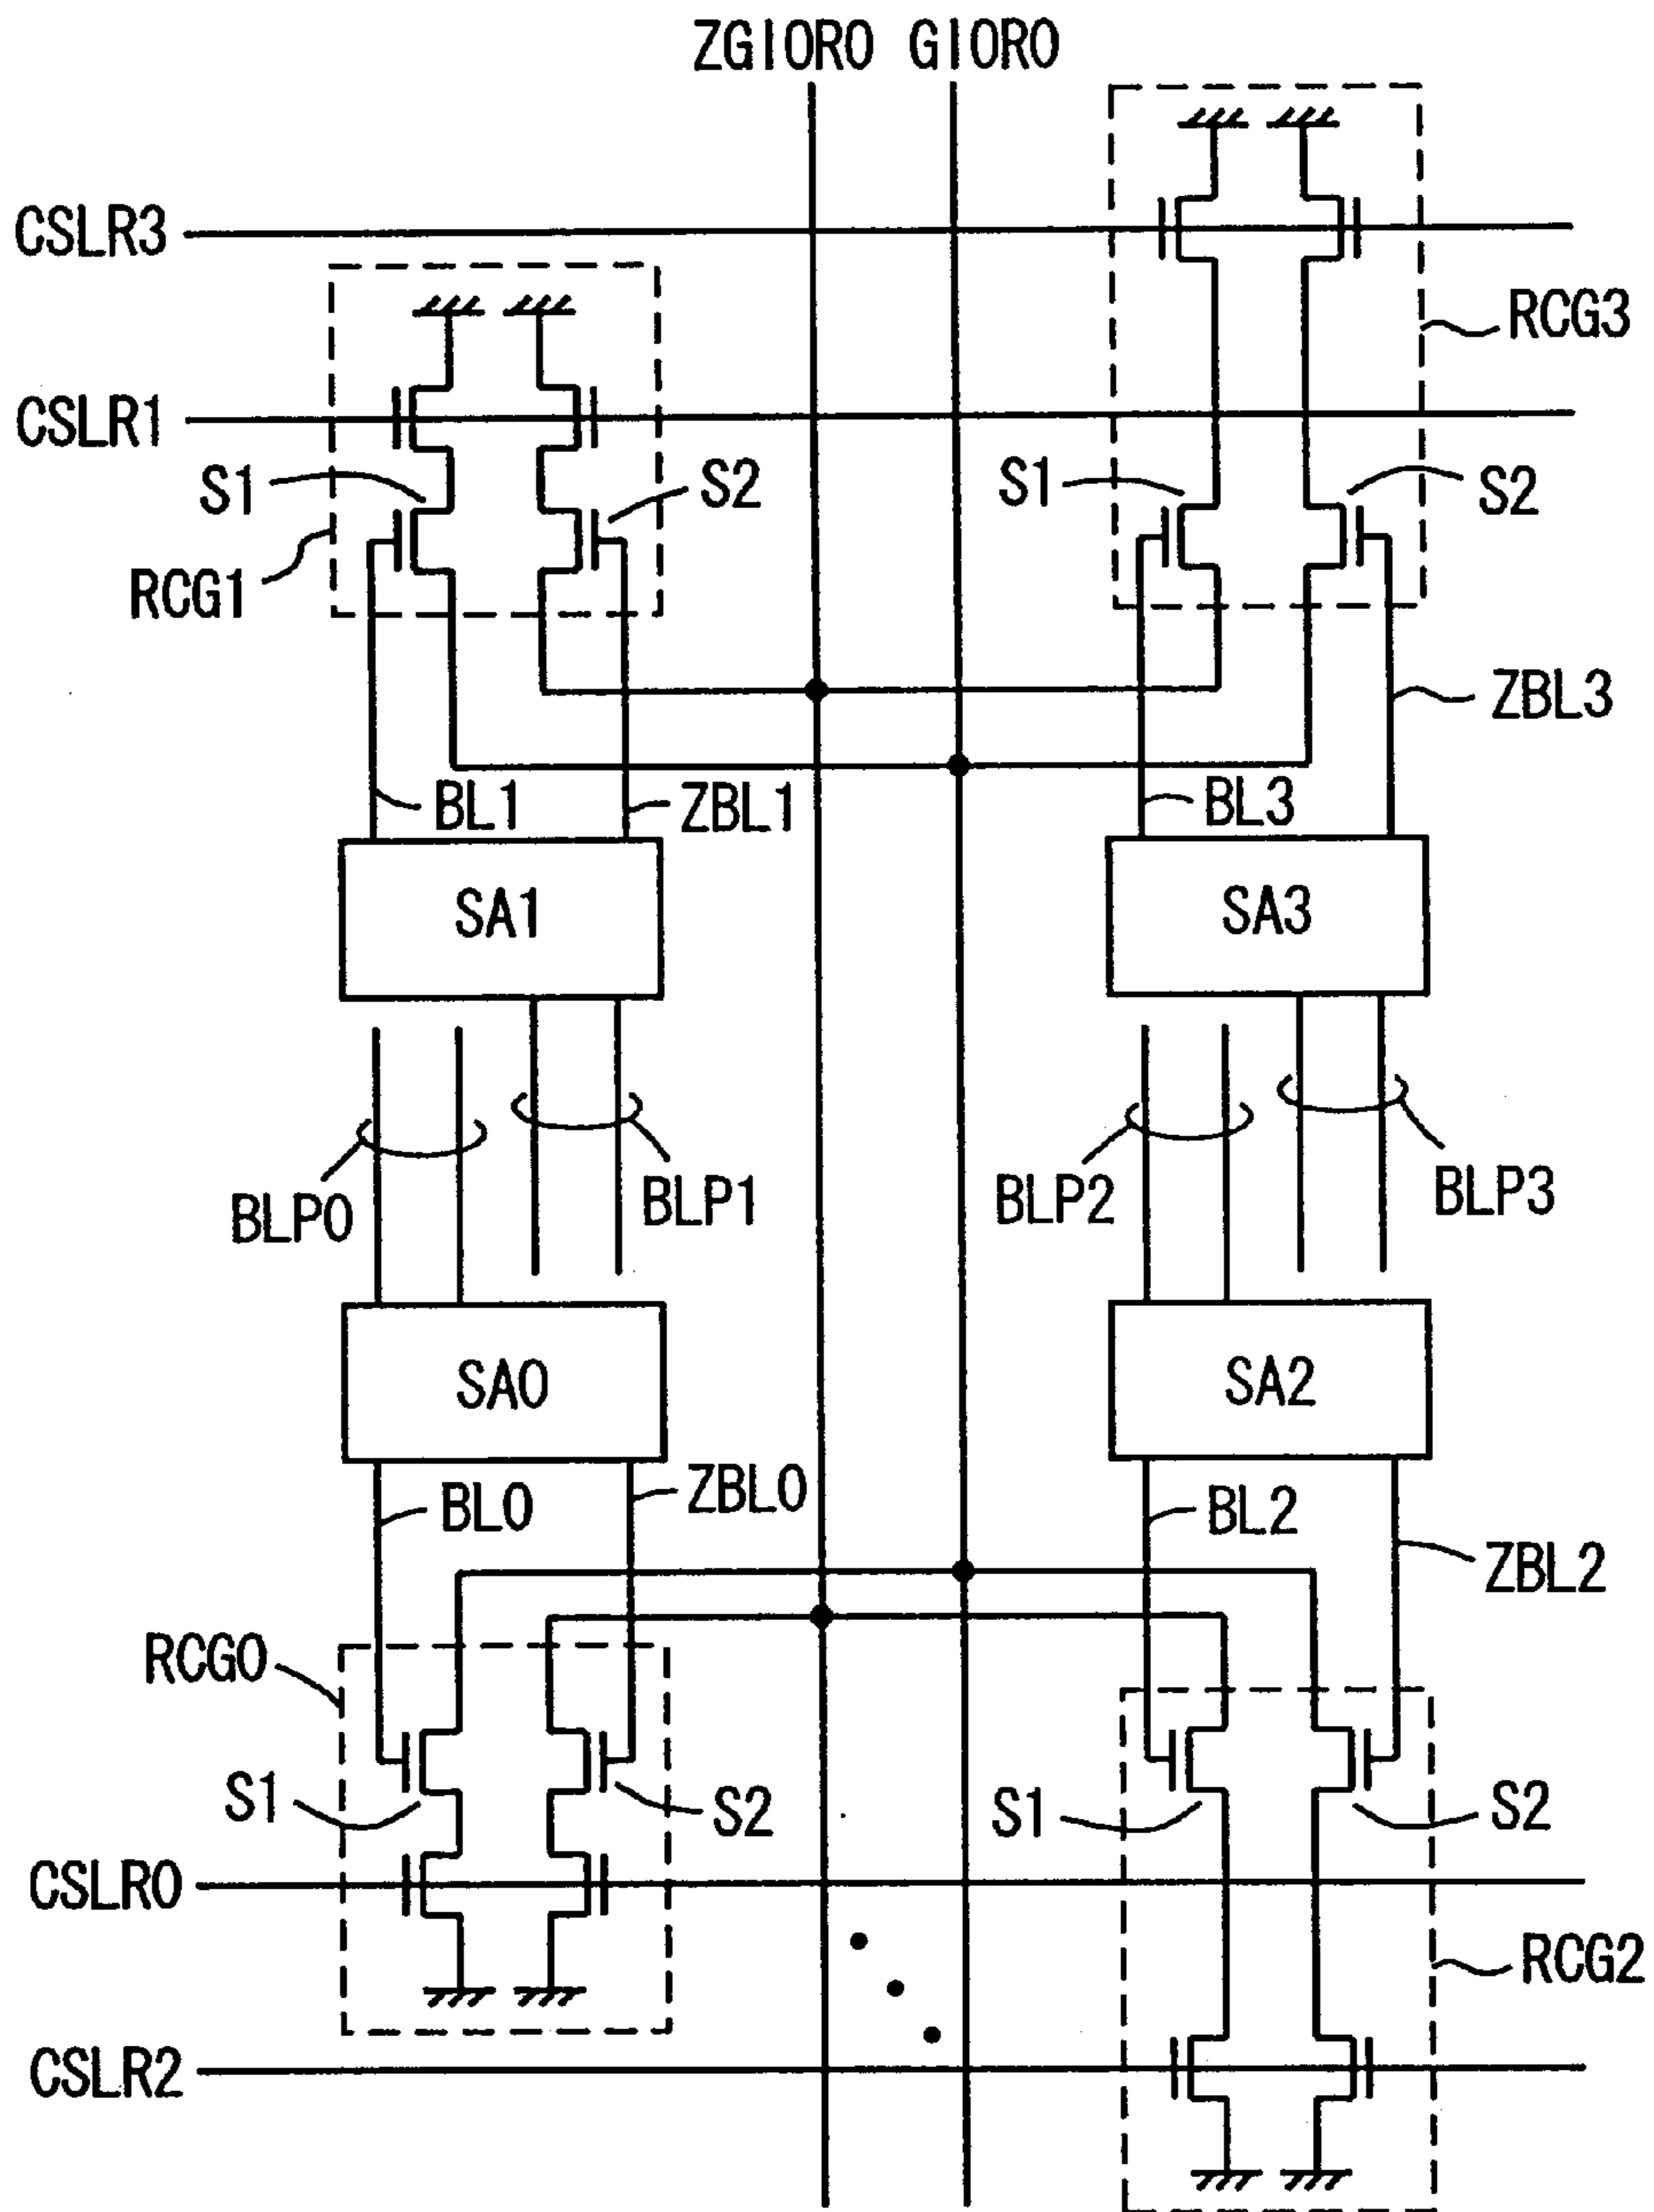 ZGIOR0 GIOR0
CSLR3
RCG3
CSLR1
S1
S2
S1
S2
RCG1
ZBL3
BL1
ZBL1
BL3
SA1
SA3
BLP0
BLP1
BLP2
BLP3
SA0
SA2
BL0
ZBL0
BL2
ZBL2
RCG0
S1
S2
S1
S2
CSLR0
RCG2
CSLR2